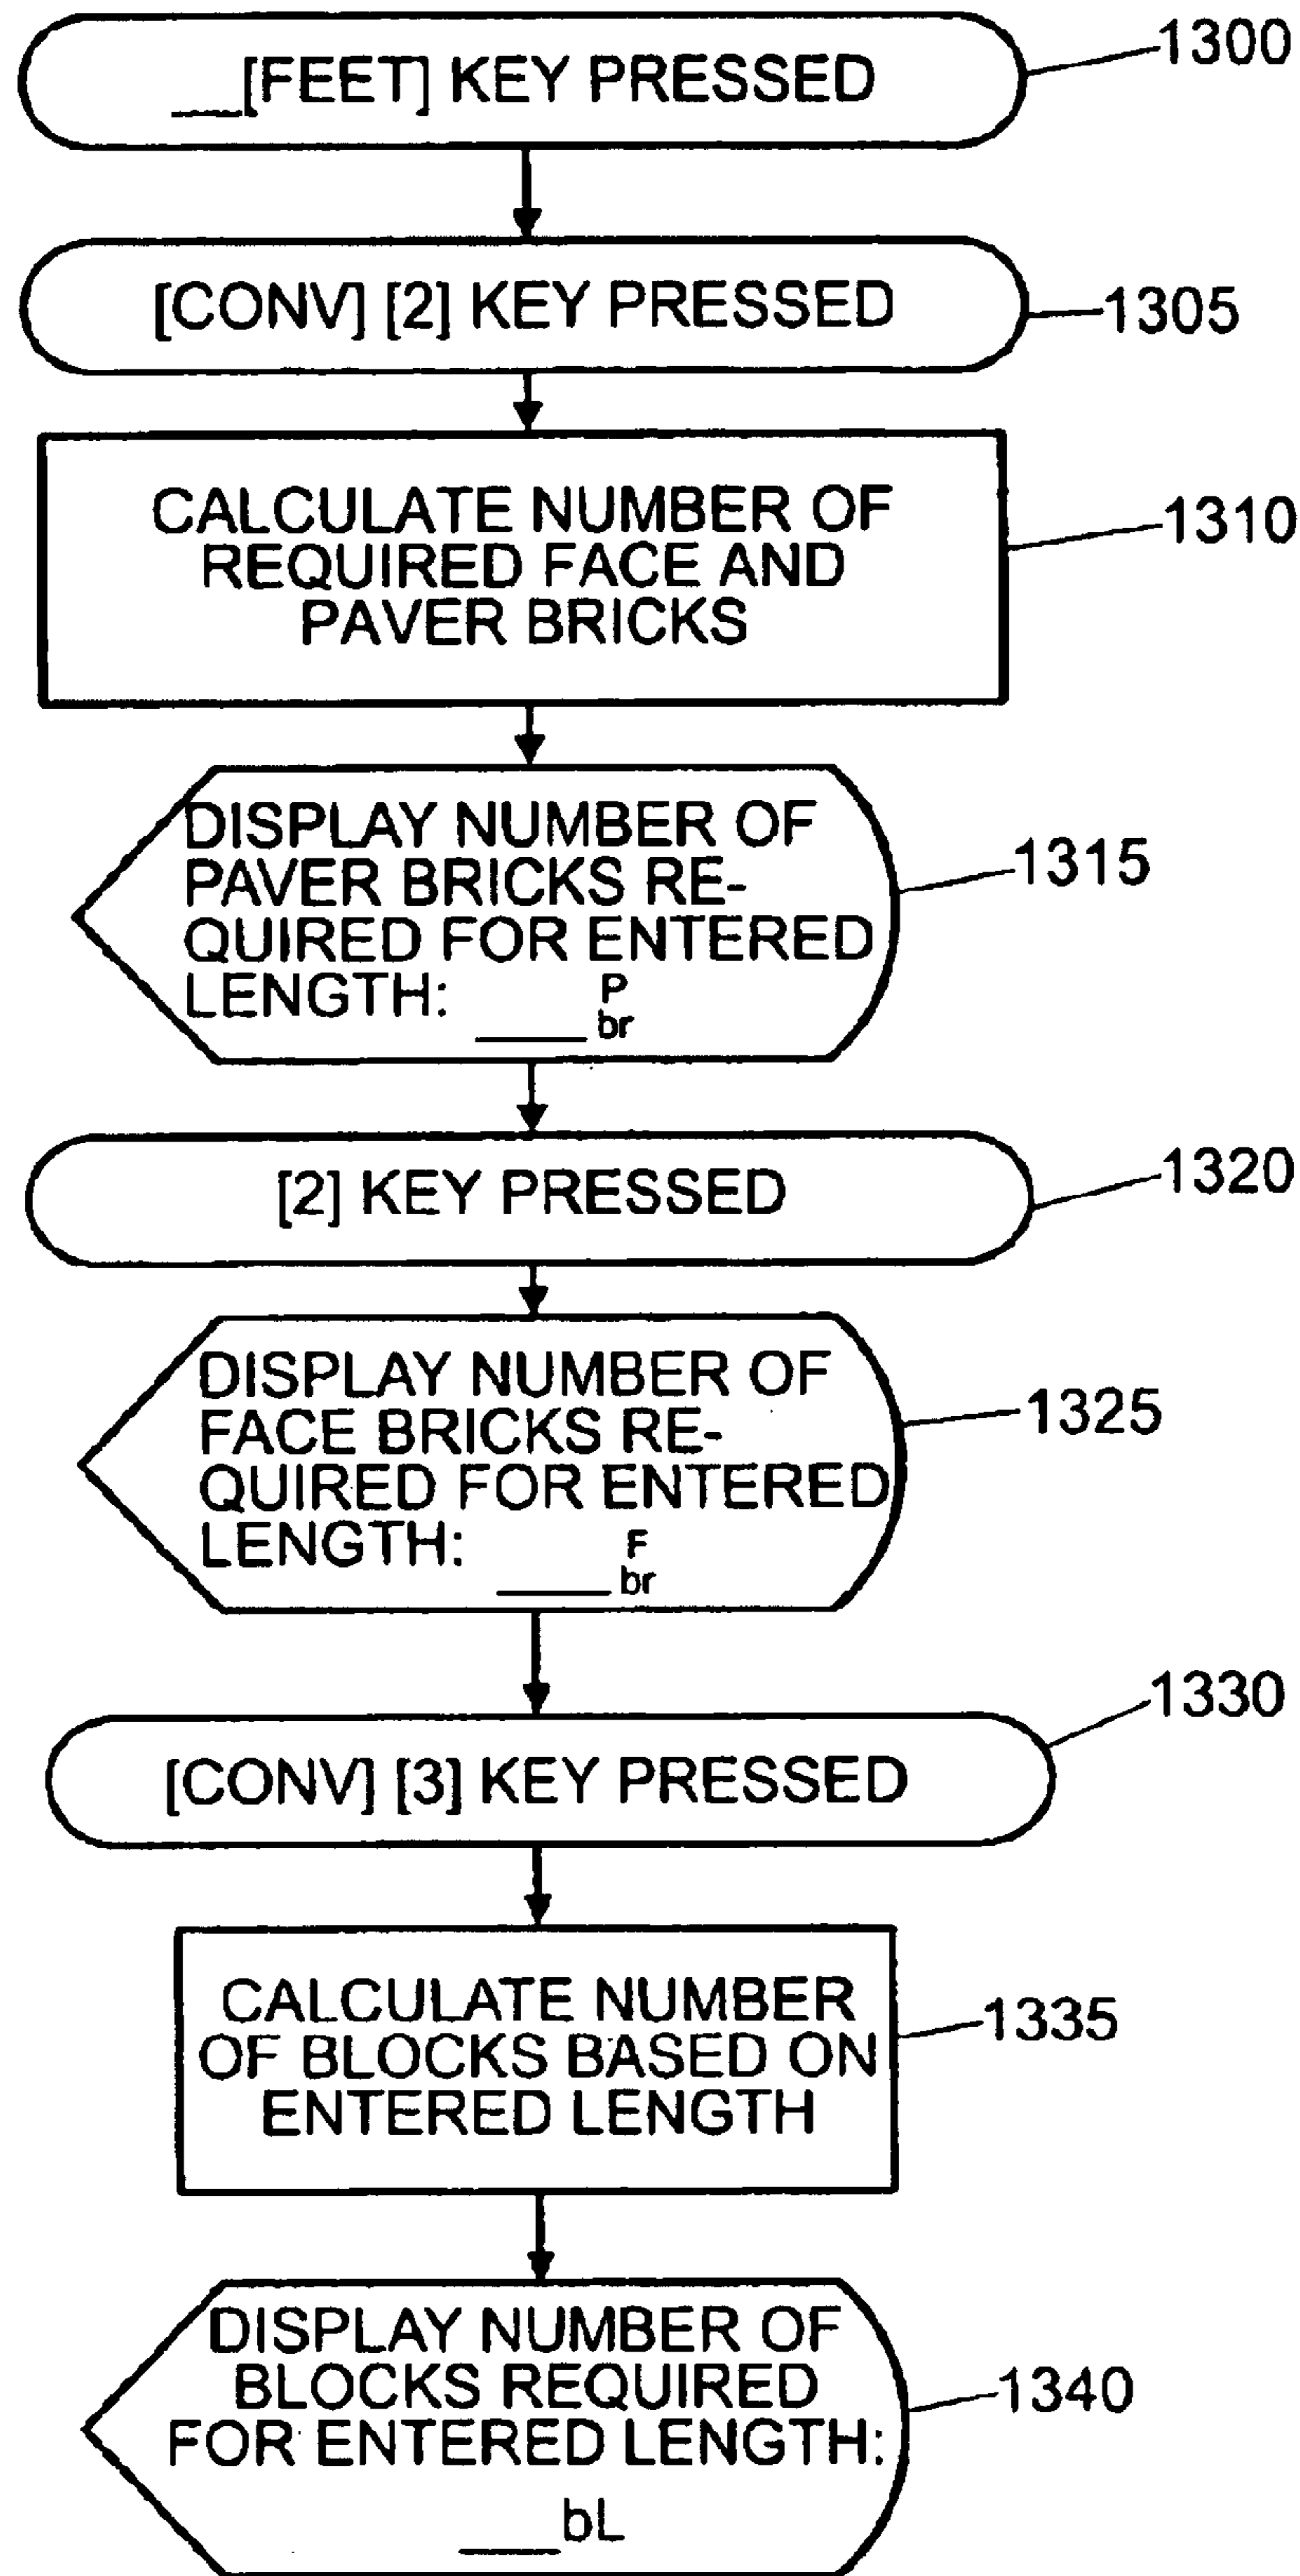 __[FEET] KEY PRESSED
1300
[CONV] [2] KEY PRESSED
1305
CALCULATE NUMBER OF
REQUIRED FACE AND
PAVER BRICKS
1310
DISPLAY NUMBER OF
PAVER BRICKS RE-
QUIRED FOR ENTERED
LENGTH: ____ P
br
1315
[2] KEY PRESSED
1320
DISPLAY NUMBER OF
FACE BRICKS RE-
QUIRED FOR ENTERED
LENGTH: ____ F
br
1325
[CONV] [3] KEY PRESSED
1330
CALCULATE NUMBER
OF BLOCKS BASED ON
ENTERED LENGTH
1335
DISPLAY NUMBER OF
BLOCKS REQUIRED
FOR ENTERED LENGTH:
___bL
1340